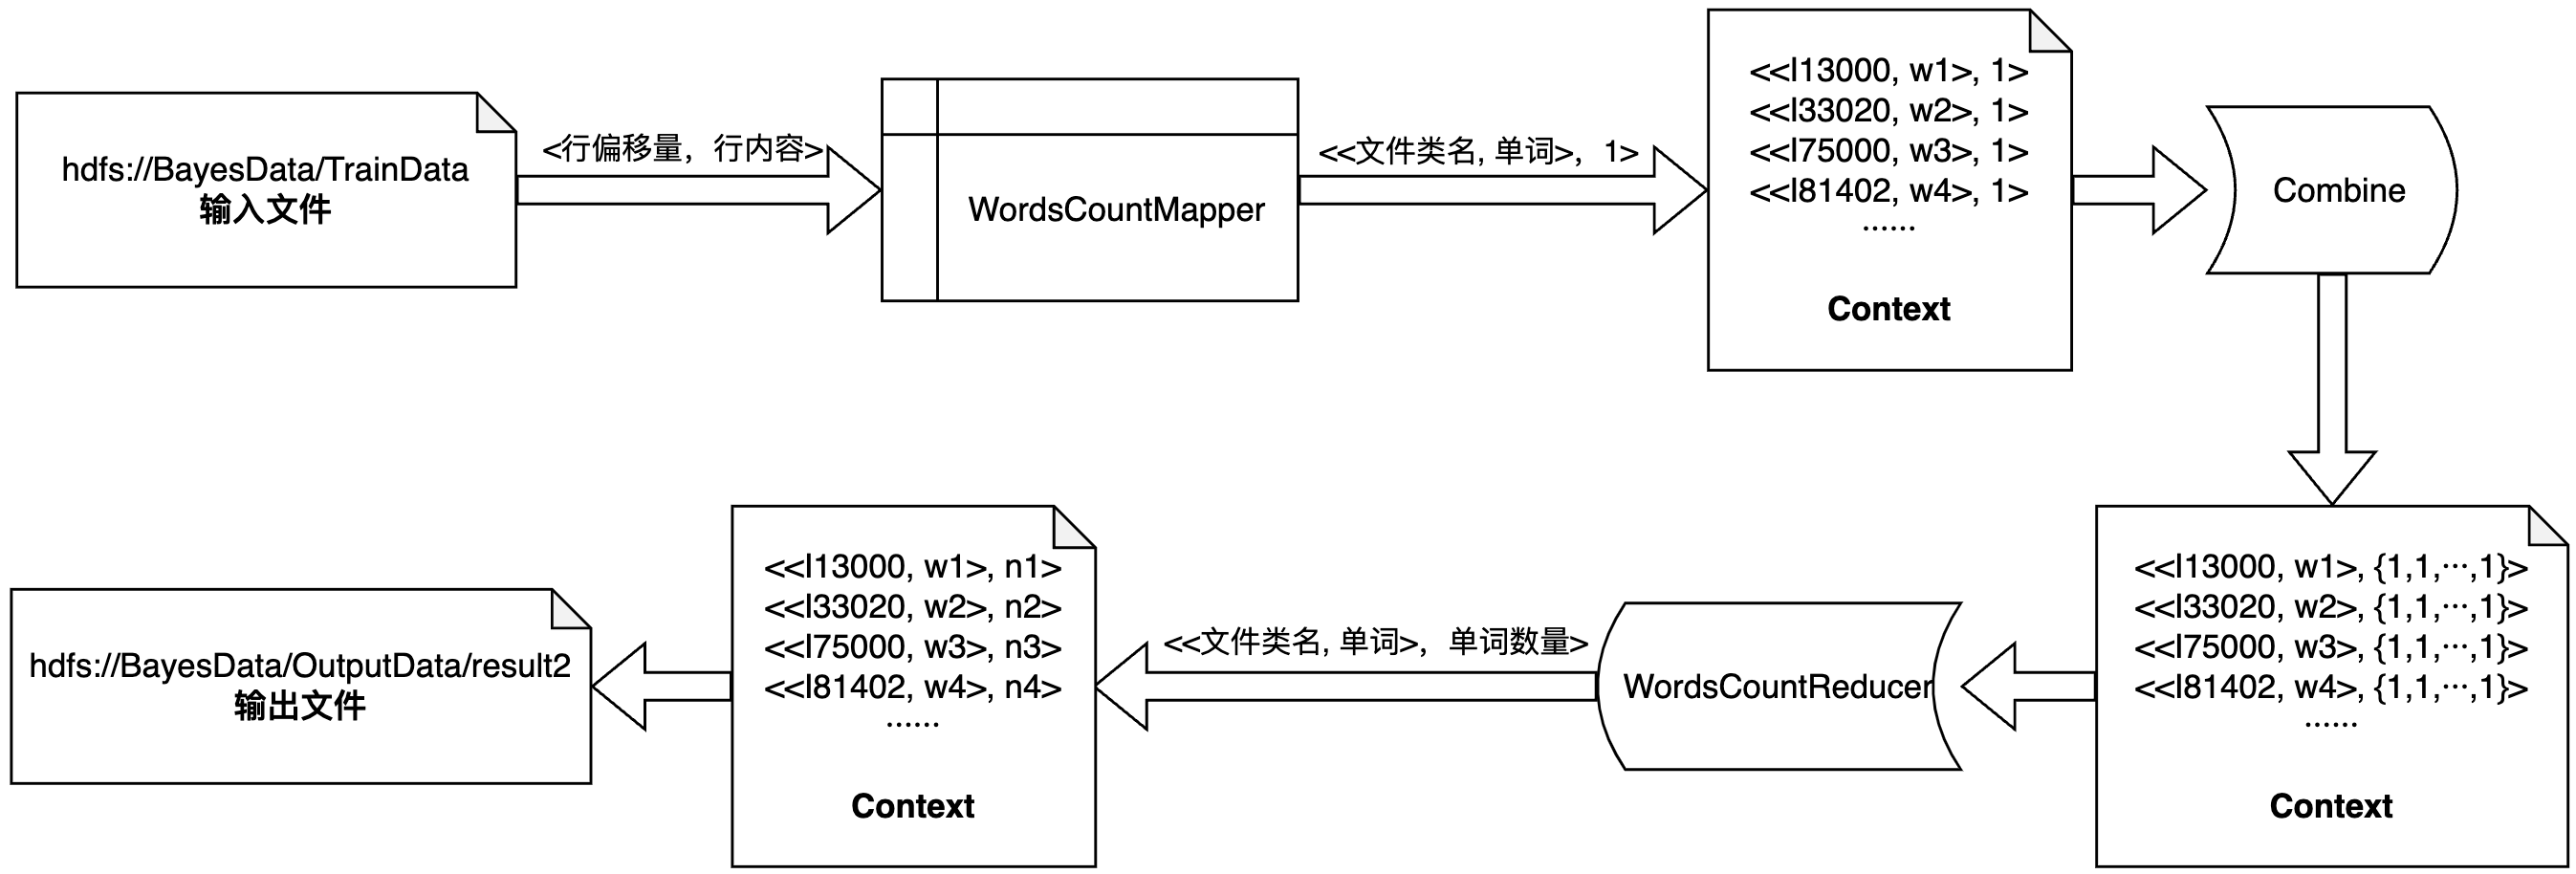 hdfs://BayesData/TrainData
输入文件
<行偏移量，行内容>
WordsCountMapper
<<文件类名, 单词>，1>
<<I13000, w1>, 1>
<<I33020, w2>, 1>
<<I75000, w3>, 1>
<<I81402, w4>, 1>
······
Context
Combine
<<I13000, w1>, {1,1,···,1}>
<<I33020, w2>, {1,1,···,1}>
<<I75000, w3>, {1,1,···,1}>
<<I81402, w4>, {1,1,···,1}>
······
Context
WordsCountReducer
<<文件类名, 单词>，单词数量>
<<I13000, w1>, n1>
<<I33020, w2>, n2>
<<I75000, w3>, n3>
<<I81402, w4>, n4>
······
Context
hdfs://BayesData/OutputData/result2
输出文件